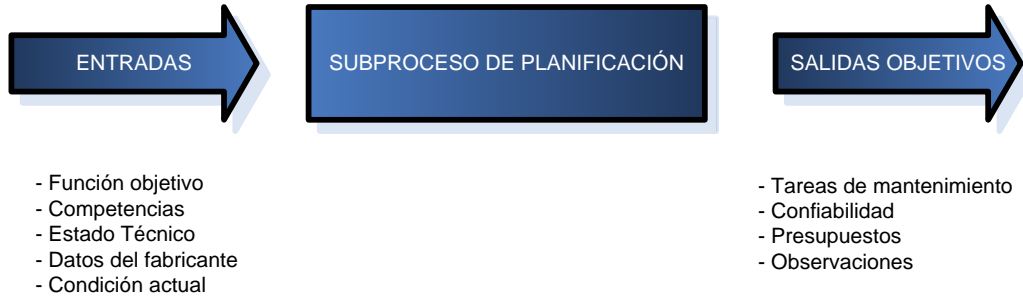 ENTRADAS
SUBPROCESO DE PLANIFICACIÓN
SALIDAS OBJETIVOS
- Función objetivo
- Competencias
- Estado Técnico
- Datos del fabricante
- Condición actual
- Tareas de mantenimiento
- Confiabilidad
- Presupuestos
- Observaciones